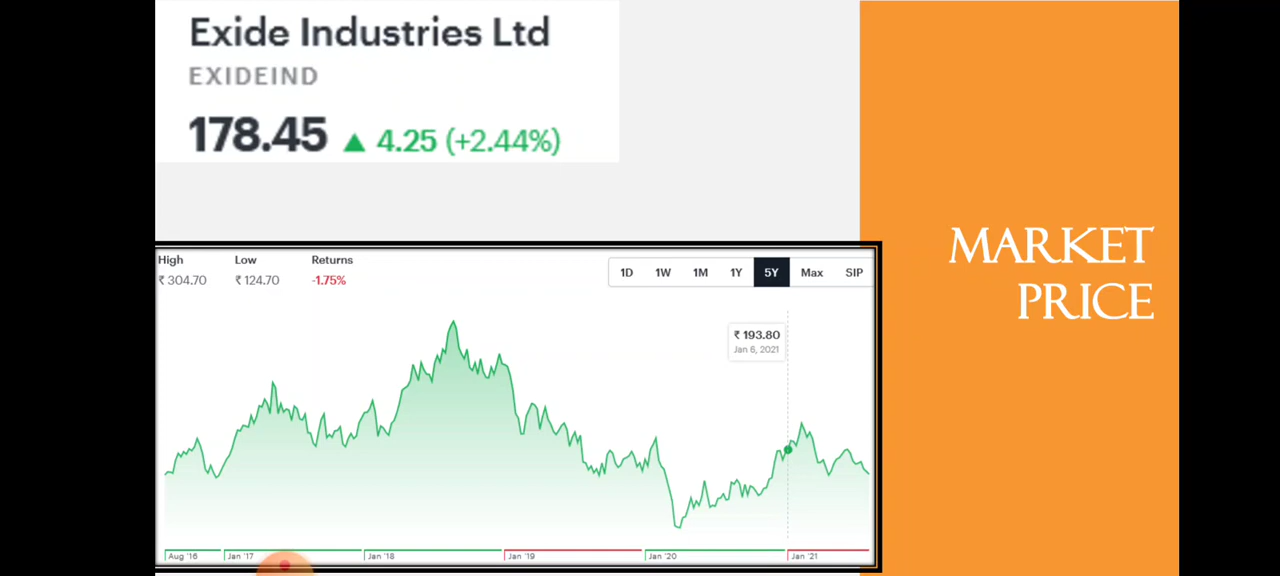 Exide Industries Ltd
EXIDEIND
178.45 ▲ 4.25 (+2.44%)
MARKET
PRICE
High Low Returns
₹ 304.70 ₹ 124.70 -1.75%
1D 1W 1M 1Y 5Y Max SIP
₹ 193.80
Jan 6, 2021
Aug '16 Jan '17 Jan '18 Jan '19 Jan '20 Jan '21